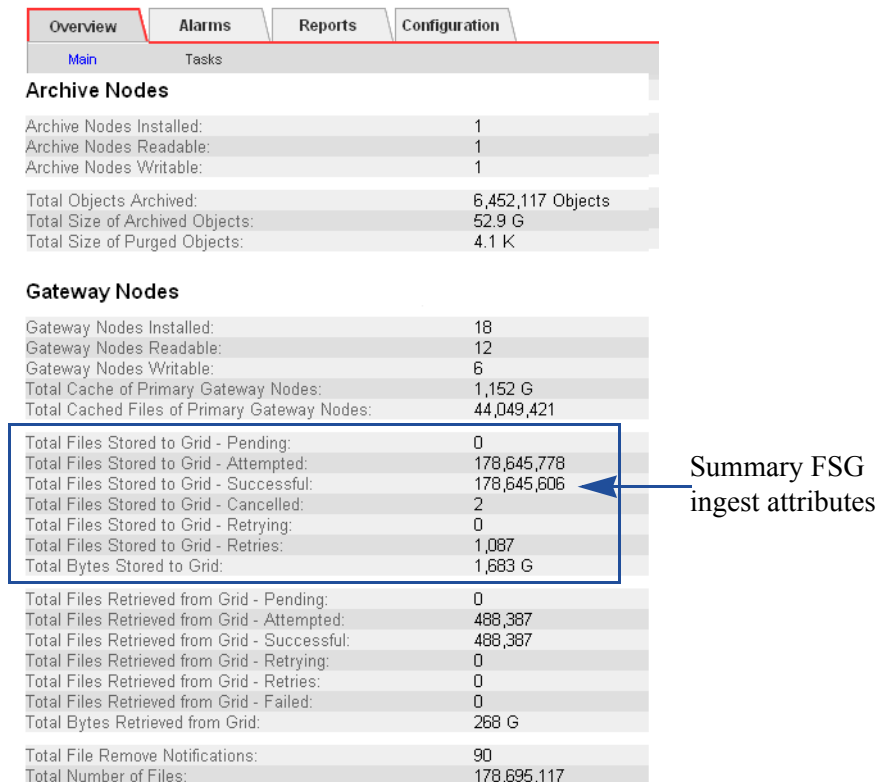 Overview Alarms Reports Configuration
Main Tasks
Archive Nodes
Archive Nodes Installed: 1
Archive Nodes Readable: 1
Archive Nodes Writable: 1
Total Objects Archived: 6,452,117 Objects
Total Size of Archived Objects: 52.9 G
Total Size of Purged Objects: 4.1 K
Gateway Nodes
Gateway Nodes Installed: 18
Gateway Nodes Readable: 12
Gateway Nodes Writable: 6
Total Cache of Primary Gateway Nodes: 1,152 G
Total Cached Files of Primary Gateway Nodes: 44,049,421
Total Files Stored to Grid - Pending: 0
Total Files Stored to Grid - Attempted: 178,645,778
Total Files Stored to Grid - Successful: 178,645,606
Total Files Stored to Grid - Cancelled: 2
Total Files Stored to Grid - Retrying: 0
Total Files Stored to Grid - Retries: 1,087
Total Bytes Stored to Grid: 1,683 G
Summary FSG
ingest attributes
Total Files Retrieved from Grid - Pending: 0
Total Files Retrieved from Grid - Attempted: 488,387
Total Files Retrieved from Grid - Successful: 488,387
Total Files Retrieved from Grid - Retrying: 0
Total Files Retrieved from Grid - Retries: 0
Total Files Retrieved from Grid - Failed: 0
Total Bytes Retrieved from Grid: 268 G
Total File Remove Notifications: 90
Total Number of Files: 178,695,117